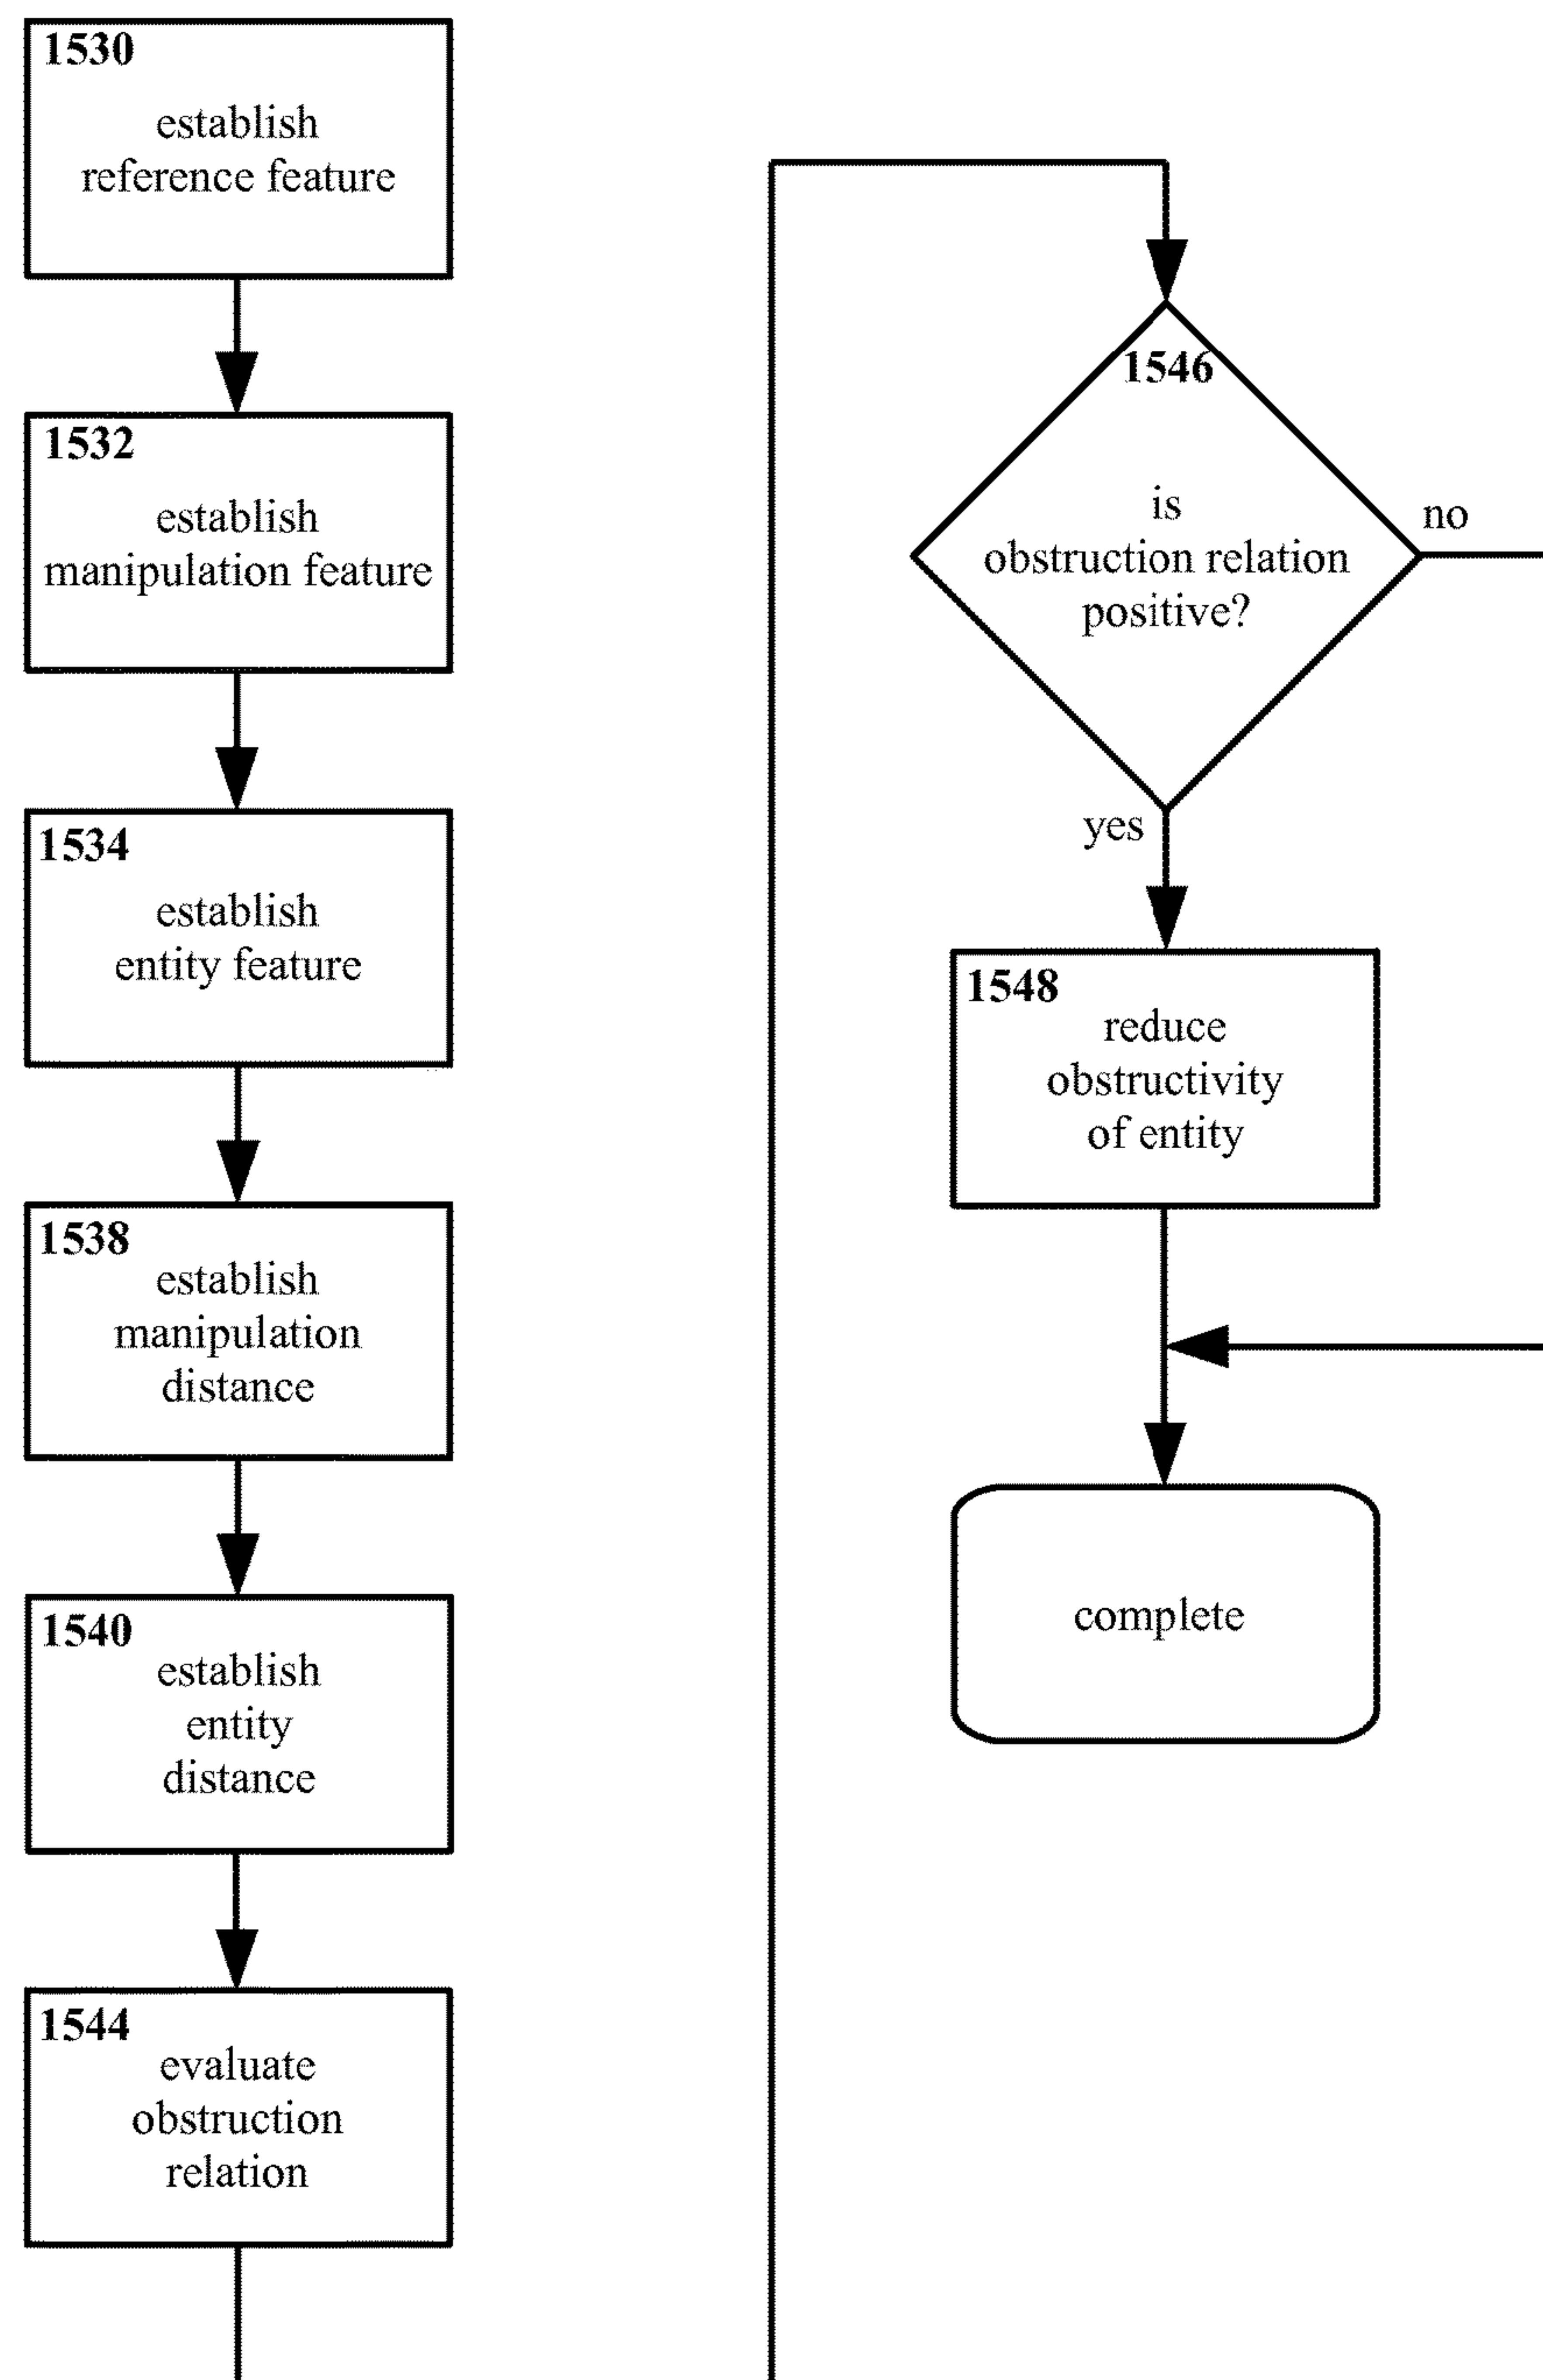 1530
establish
reference feature
1532
establish
manipulation feature
1534
establish
entity feature
1538
establish
manipulation
distance
1540
establish
entity
distance
1544
evaluate
obstruction
relation
1546
is
obstruction relation
positive?
no
yes
1548
reduce
obstructivity
of entity
complete